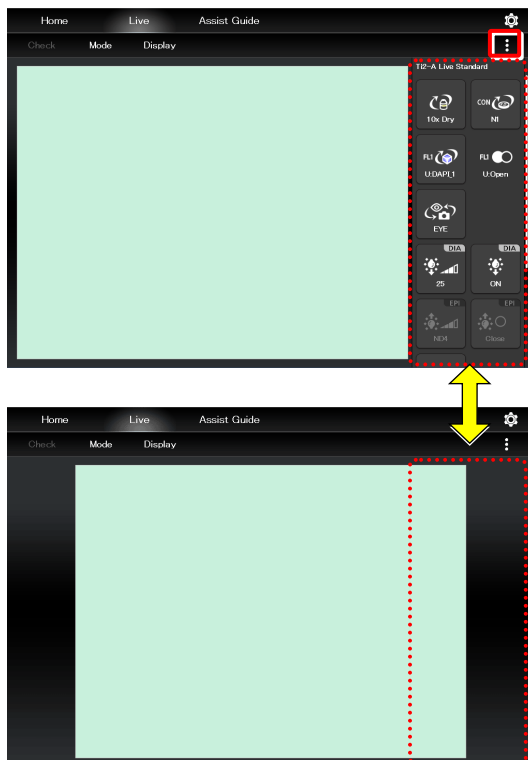 Home Live Assist Guide
Check Mode Display
Ti2-A Live Standard
10x Dry
CON
N1
FL1
U:DAPI_1
FL1
U:Open
EYE
DIA
25
DIA
ON
EPI
ND4
EPI
Close
Home Live Assist Guide
Check Mode Display